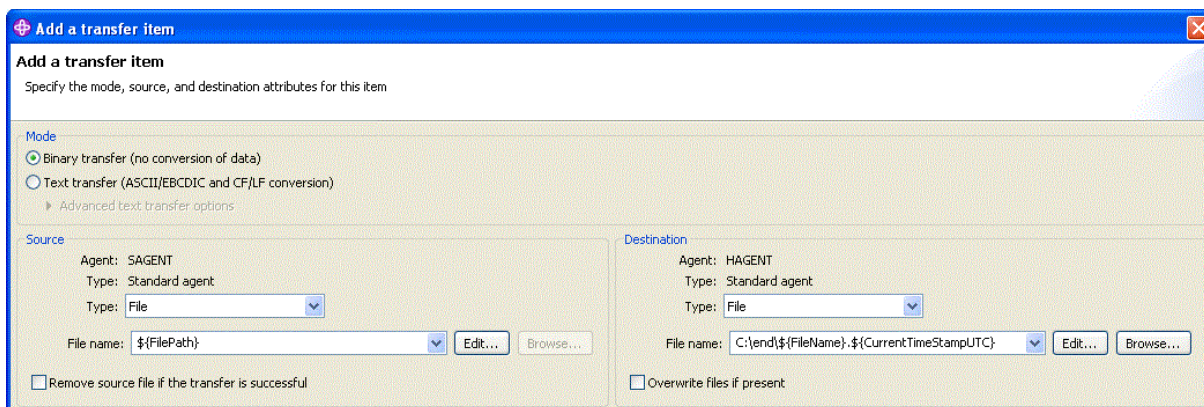 Add a transfer item
Add a transfer item
Specify the mode, source, and destination attributes for this item
Mode
Binary transfer (no conversion of data)
Text transfer (ASCII/EBCDIC and CF/LF conversion)
Advanced text transfer options
Source
Agent: SAGENT
Type: Standard agent
Type: File
File name: ${FilePath} Edit... Browse...
Remove source file if the transfer is successful
Destination
Agent: HAGENT
Type: Standard agent
Type: File
File name: C:\end\${FileName}.${CurrentTimeStampUTC} Edit... Browse...
Overwrite files if present